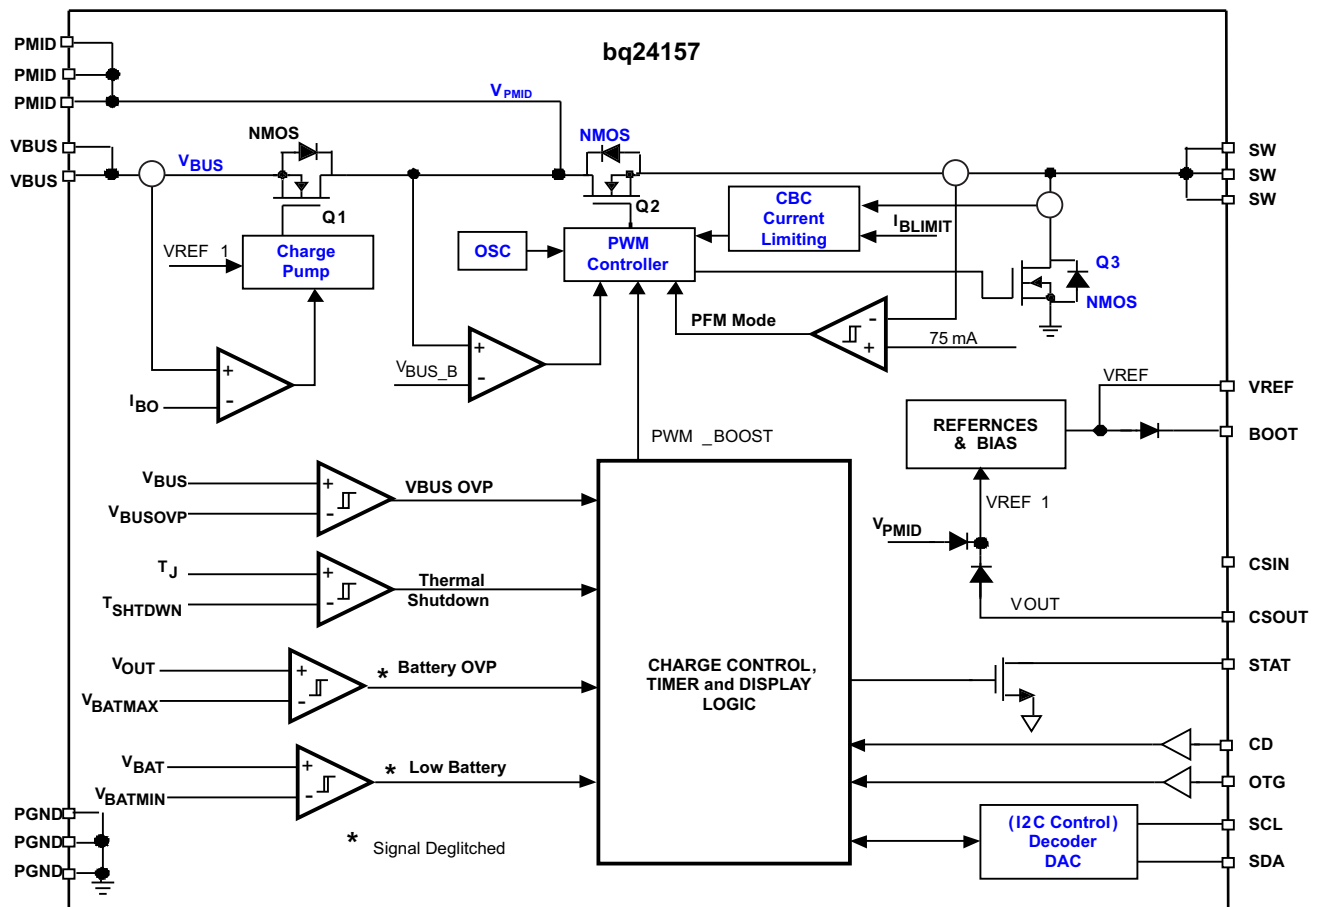 bq24157
PMID
PMID
PMID
VPMID
VBUS
VBUS
VBUS
NMOS
Q1
NMOS
Q2
SW
SW
SW
VREF 1
Charge
Pump
OSC
PWM
Controller
CBC
Current
Limiting
IBLIMIT
Q3
NMOS
PFM Mode
-
+
75 mA
+
-
VBUS_B
+
-
IBO
VREF
VREF
BOOT
REFERNCES
& BIAS
VREF 1
VPMID
VOUT
CSIN
CSOUT
PWM _BOOST
VBUS
VBUSOVP
+
-
VBUS OVP
TJ
TSHTDWN
+
-
Thermal
Shutdown
VOUT
VBATMAX
+
-
* Battery OVP
VBAT
VBATMIN
+
-
* Low Battery
CHARGE CONTROL,
TIMER and DISPLAY
LOGIC
STAT
CD
OTG
(I2C Control)
Decoder
DAC
SCL
SDA
PGND
PGND
PGND
* Signal Deglitched